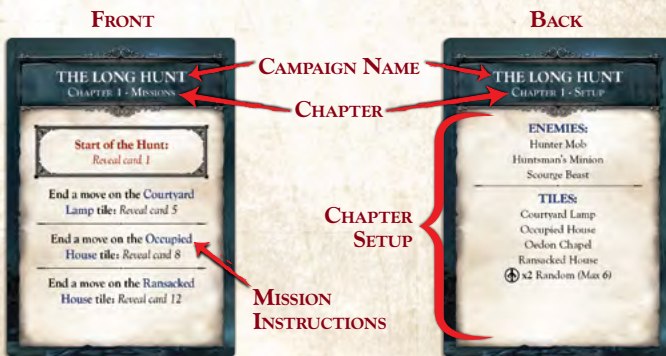 FRONT
BACK
THE LONG HUNT
CHAPTER 1 - MISSIONS
Start of the Hunt:
Reveal card 1
End a move on the Courtyard
Lamp tile: Reveal card 5
End a move on the Occupied
House tile: Reveal card 8
End a move on the Ransacked
House tile: Reveal card 12
CAMPAIGN NAME
CHAPTER
CHAPTER
SETUP
MISSION
INSTRUCTIONS
THE LONG HUNT
CHAPTER 1 - SETUP
ENEMIES:
Hunter Mob
Huntsman's Minion
Scourge Beast
TILES:
Courtyard Lamp
Occupied House
Oedon Chapel
Ransacked House
x2 Random (Max 6)